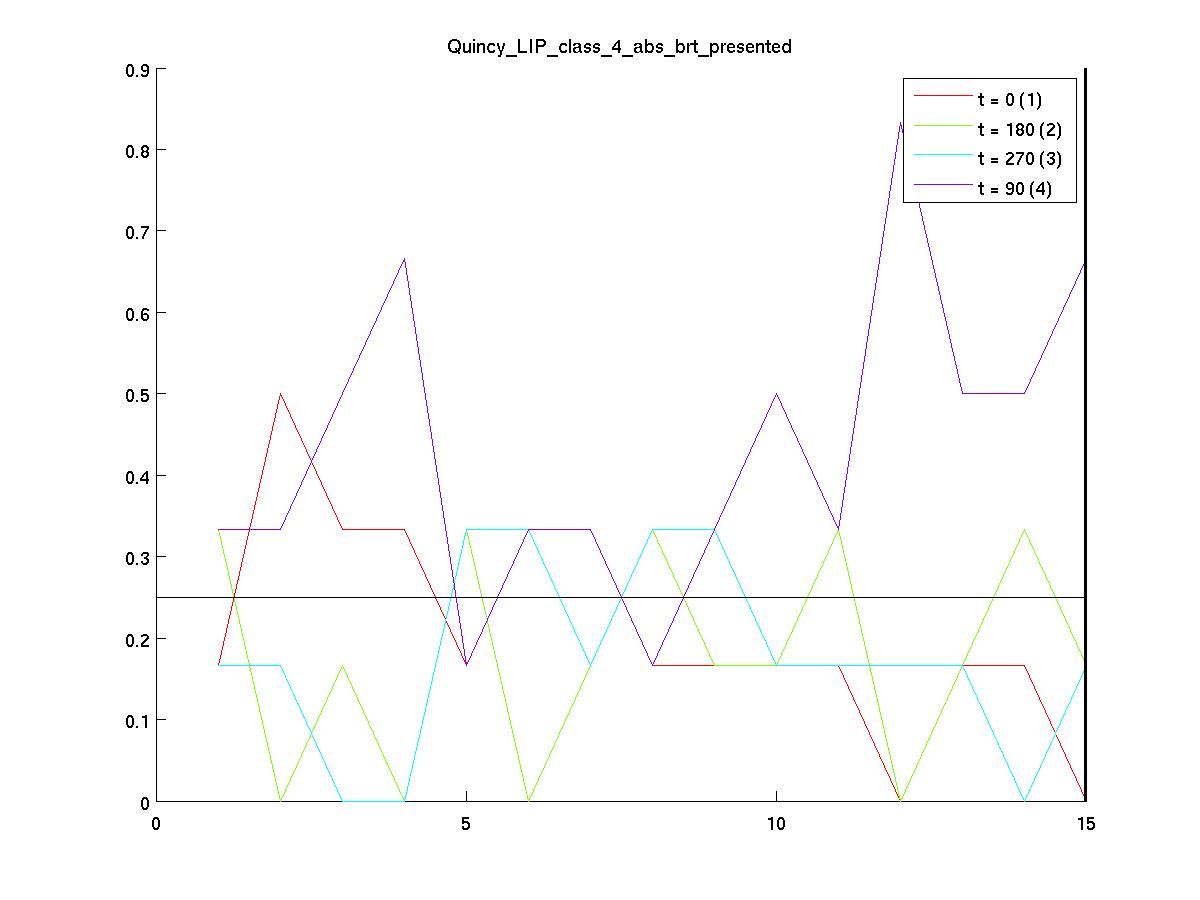 Quincy_LIP_class_4_abs_brt_presented
0.9
0.8
0.7
0.6
0.5
0.4
0.3
0.2
0.1
0
t = 0 (1)
t = 180 (2)
t = 270 (3)
t = 90 (4)
0 5 10 15